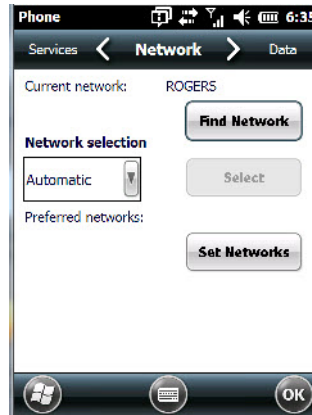 Phone 6:35
Services Network Data
Current network: ROGERS
Find Network
Network selection
Automatic Select
Preferred networks:
Set Networks
OK